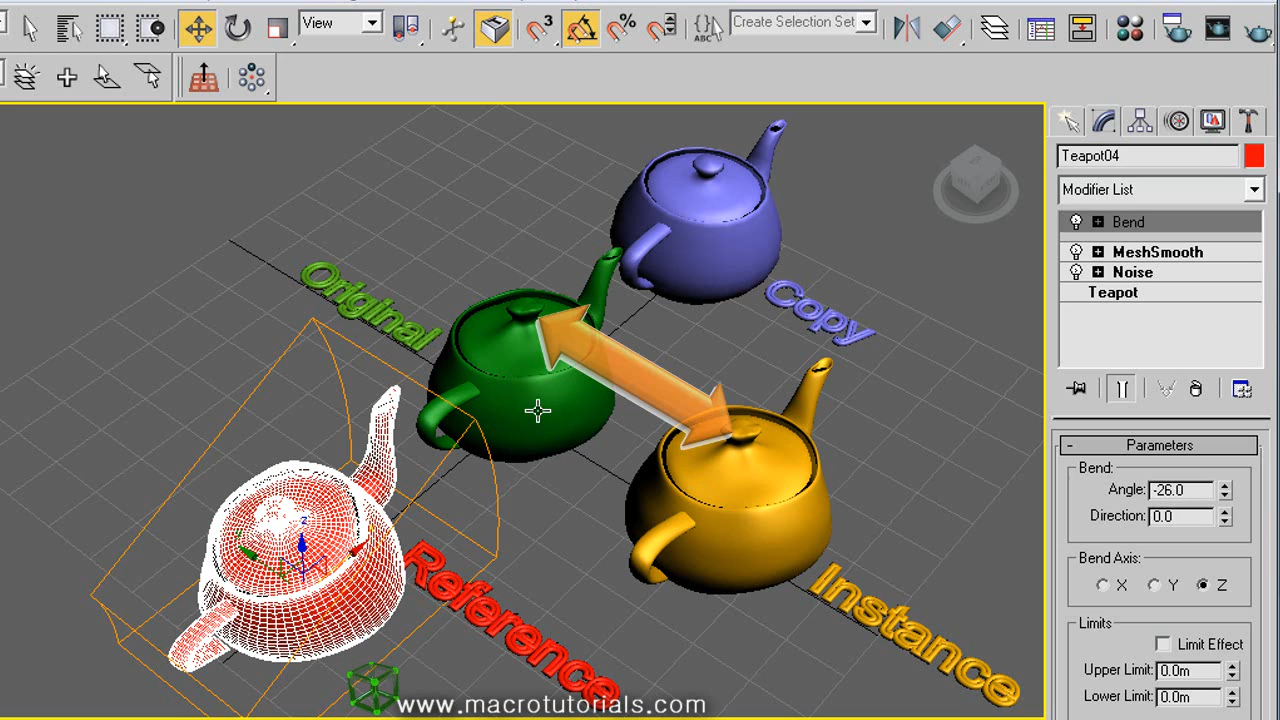 View
3
%
{}
ABC
Create Selection Set
Teapot04
Modifier List
Bend
MeshSmooth
Noise
Teapot
Original
Copy
Reference
Instance
z
- Parameters
Bend:
Angle: -26.0
Direction: 0.0
Bend Axis:
X Y Z
Limits
Limit Effect
Upper Limit: 0.0m
Lower Limit: 0.0m
www.macrotutorials.com